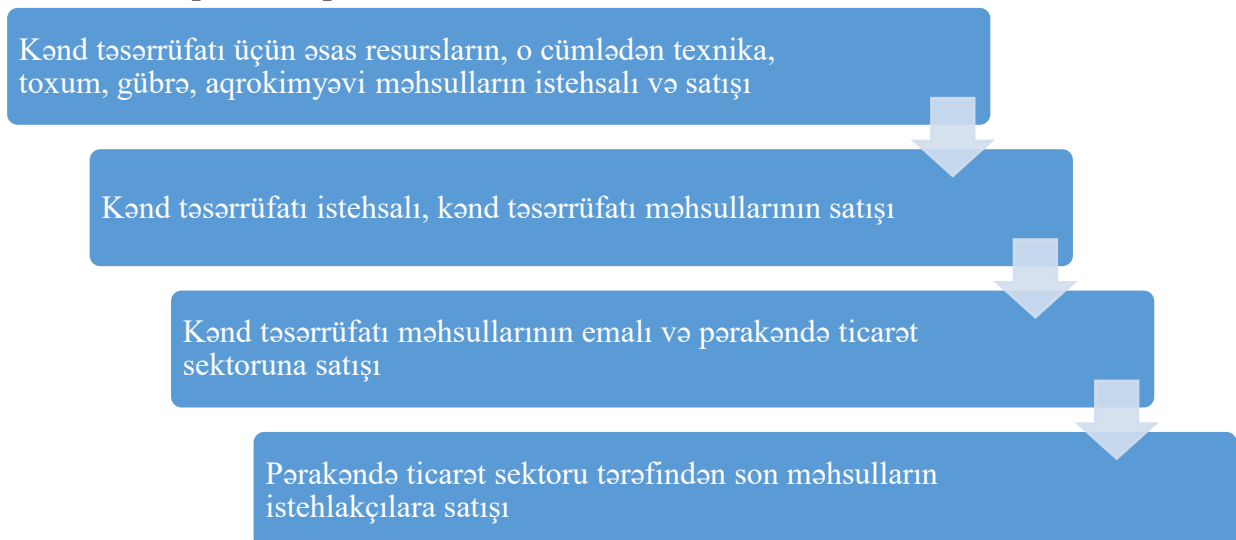 Kənd təsərrüfatı üçün əsas resursların, o cümlədən texnika,
toxum, gübrə, aqrokimyəvi məhsulların istehsalı və satışı
Kənd təsərrüfatı istehsalı, kənd təsərrüfatı məhsullarının satışı
Kənd təsərrüfatı məhsullarının emalı və pərakəndə ticarət
sektoruna satışı
Pərakəndə ticarət sektoru tərəfindən son məhsulların
istehlakçılara satışı